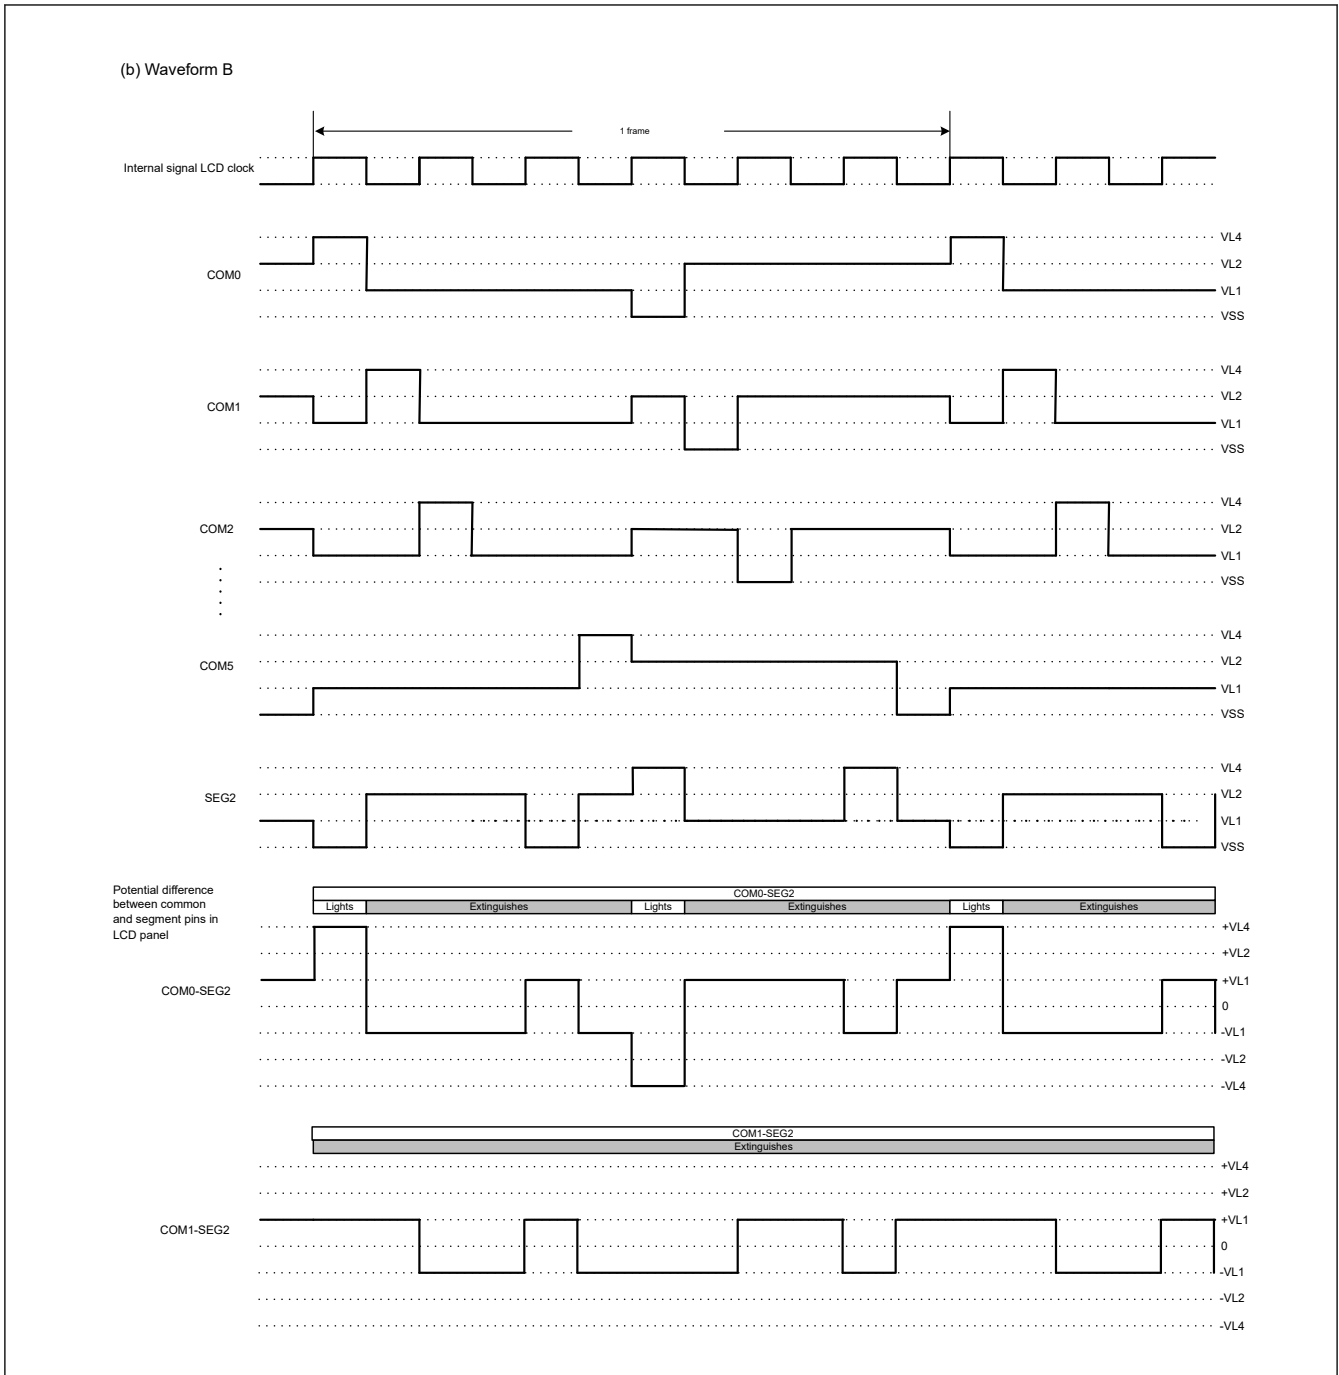 (b) Waveform B
1 frame
Internal signal LCD clock
VL4
VL2
COM0
VL1
VSS
VL4
VL2
COM1
VL1
VSS
VL4
COM2
VL2
VL1
VSS
VL4
COM5
VL2
VL1
VSS
VL4
SEG2
VL2
VL1
VSS
Potential difference
between common
and segment pins in
LCD panel
COM0-SEG2
Lights Extinguishes Lights Extinguishes Lights Extinguishes
+VL4
+VL2
COM0-SEG2
+VL1
0
-VL1
-VL2
-VL4
COM1-SEG2
Extinguishes
+VL4
+VL2
COM1-SEG2
+VL1
0
-VL1
-VL2
-VL4